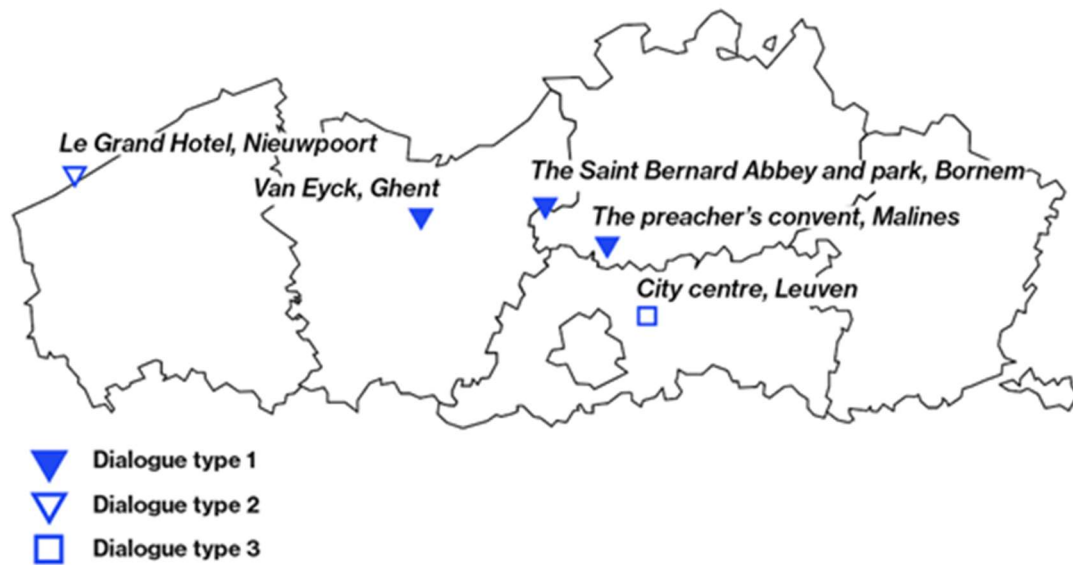 Le Grand Hotel, Nieuwpoort
Van Eyck, Ghent
The Saint Bernard Abbey and park, Bornem
The preacher's convent, Malines
City centre, Leuven
Dialogue type 1
Dialogue type 2
Dialogue type 3